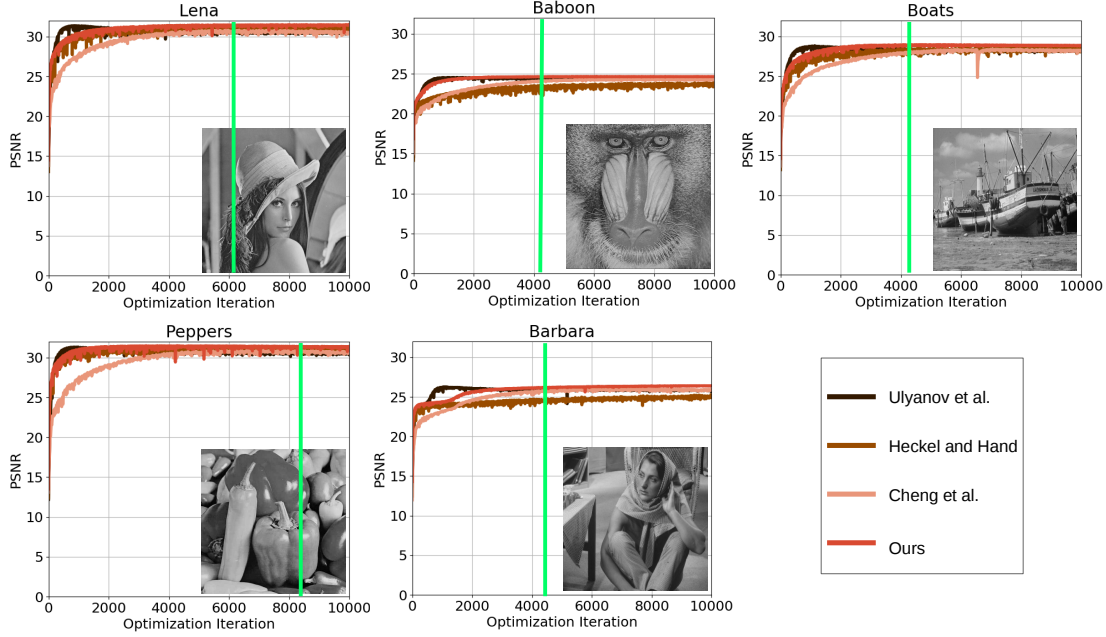 Lena
PSNR
30
25
20
15
10
5
0
0 2000 4000 6000 8000 10000
Optimization Iteration
Baboon
PSNR
30
25
20
15
10
5
0
0 2000 4000 6000 8000 10000
Optimization Iteration
Boats
PSNR
30
25
20
15
10
5
0
0 2000 4000 6000 8000 10000
Optimization Iteration
Peppers
PSNR
30
25
20
15
10
5
0
0 2000 4000 6000 8000 10000
Optimization Iteration
Barbara
PSNR
30
25
20
15
10
5
0
0 2000 4000 6000 8000 10000
Optimization Iteration
Ulyanov et al.
Heckel and Hand
Cheng et al.
Ours